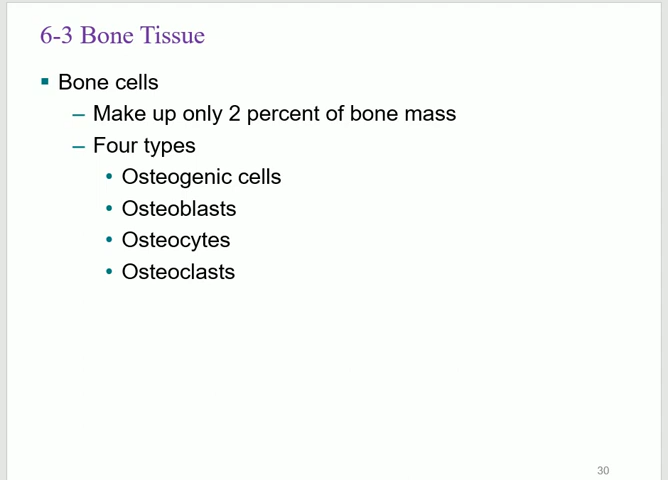 6-3 Bone Tissue
▪ Bone cells
– Make up only 2 percent of bone mass
– Four types
• Osteogenic cells
• Osteoblasts
• Osteocytes
• Osteoclasts
30